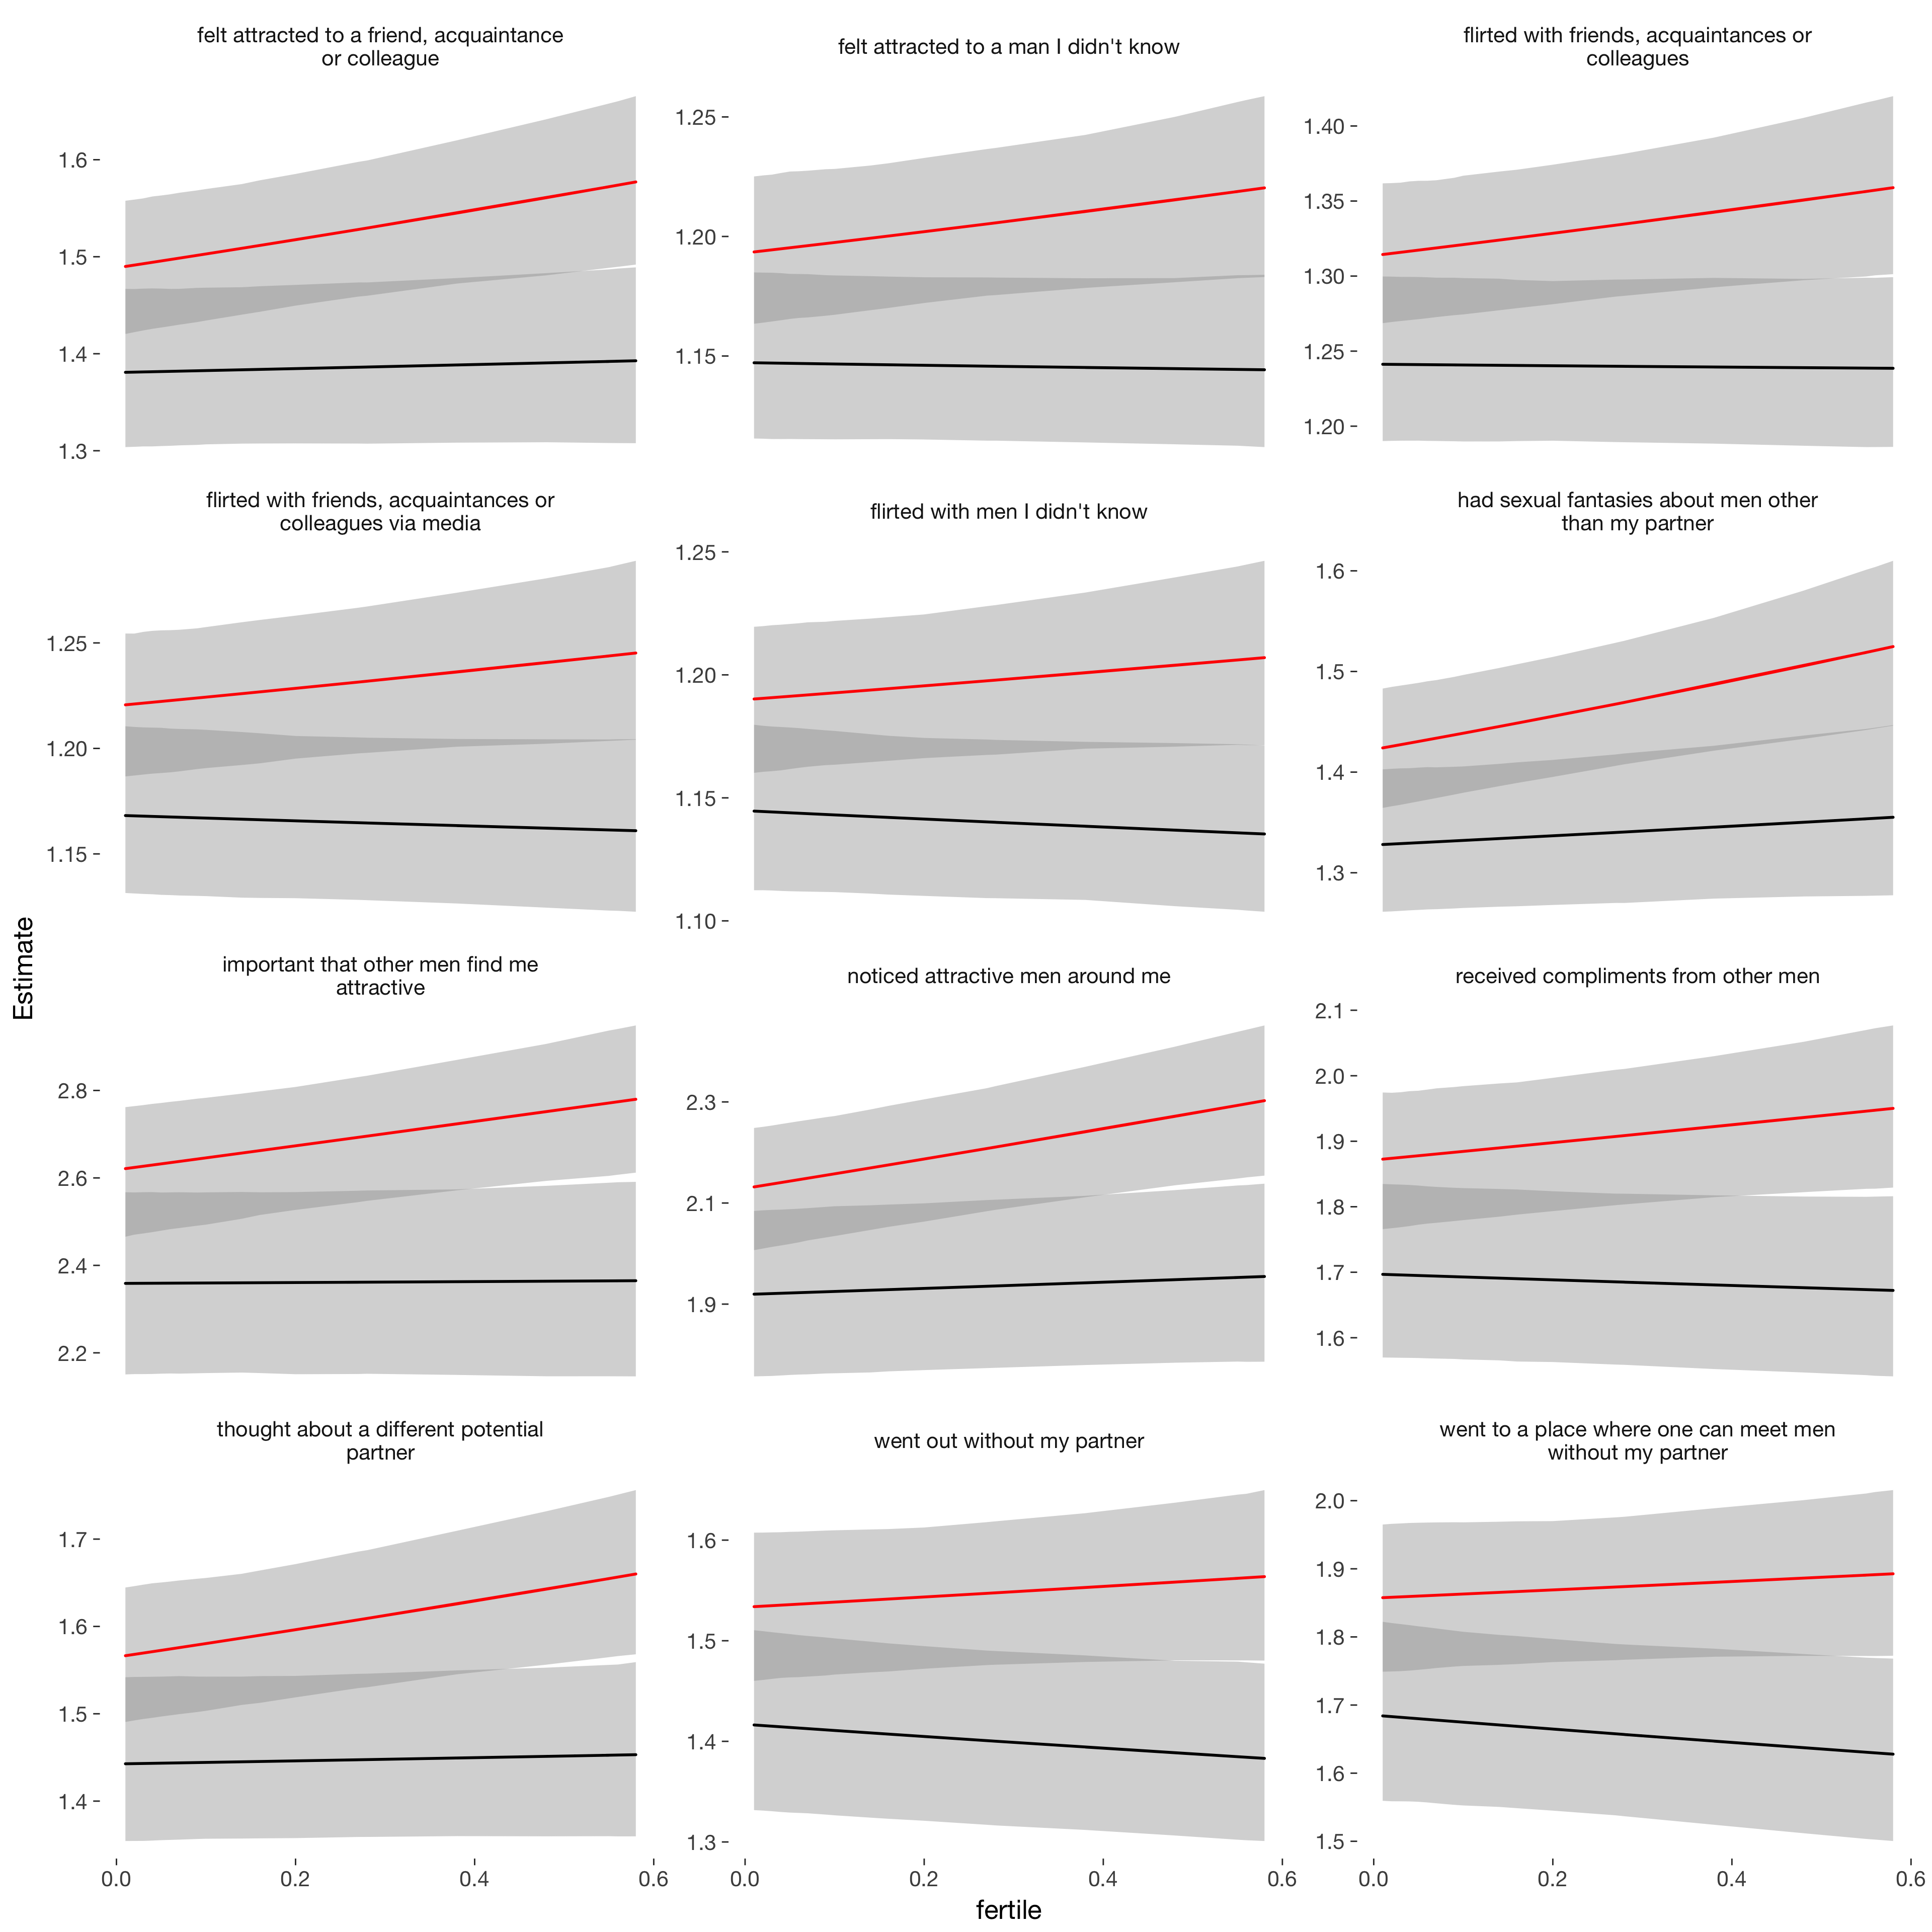 felt attracted to a friend, acquaintance
or colleague
felt attracted to a man I didn't know
flirted with friends, acquaintances or
colleagues
1.6
1.5
1.4
1.3
1.25
1.20
1.15
1.40
1.35
1.30
1.25
1.20
flirted with friends, acquaintances or
colleagues via media
flirted with men I didn't know
had sexual fantasies about men other
than my partner
1.25
1.20
1.15
1.25
1.20
1.15
1.10
1.6
1.5
1.4
1.3
Estimate
important that other men find me
attractive
noticed attractive men around me
received compliments from other men
2.8
2.6
2.4
2.2
2.3
2.1
1.9
2.1
2.0
1.9
1.8
1.7
1.6
thought about a different potential
partner
went out without my partner
went to a place where one can meet men
without my partner
1.7
1.6
1.5
1.4
1.6
1.5
1.4
1.3
2.0
1.9
1.8
1.7
1.6
1.5
0.0 0.2 0.4 0.6
0.0 0.2 0.4 0.6
0.0 0.2 0.4 0.6
fertile